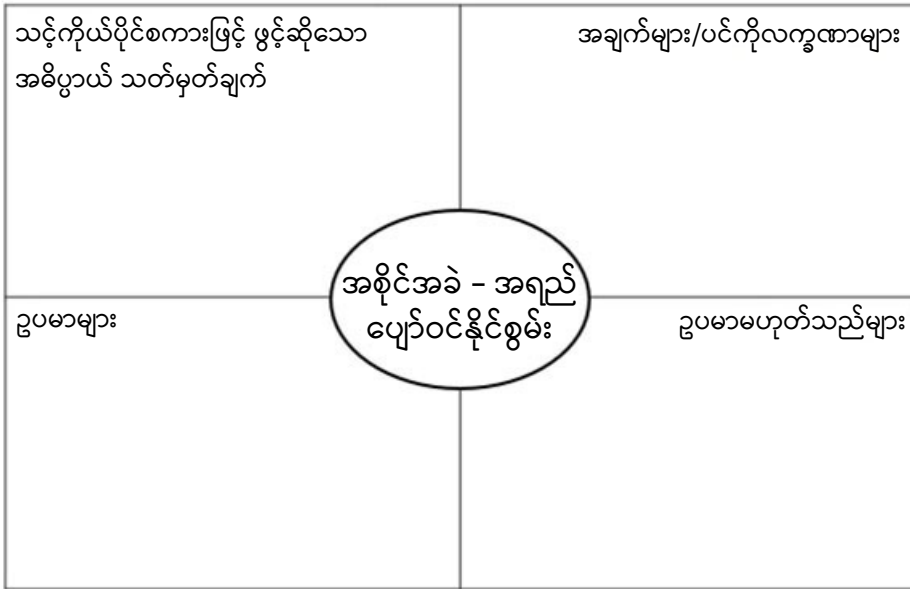 သင့်ကိုယ်ပိုင်စကားဖြင့် ဖွင့်ဆိုသော
အဓိပ္ပာယ် သတ်မှတ်ချက်
အချက်များ/ပင်ကိုလက္ခဏာများ
အစိုင်အခဲ – အရည်
ပျော်ဝင်နိုင်စွမ်း
ဥပမာများ
ဥပမာမဟုတ်သည်များ